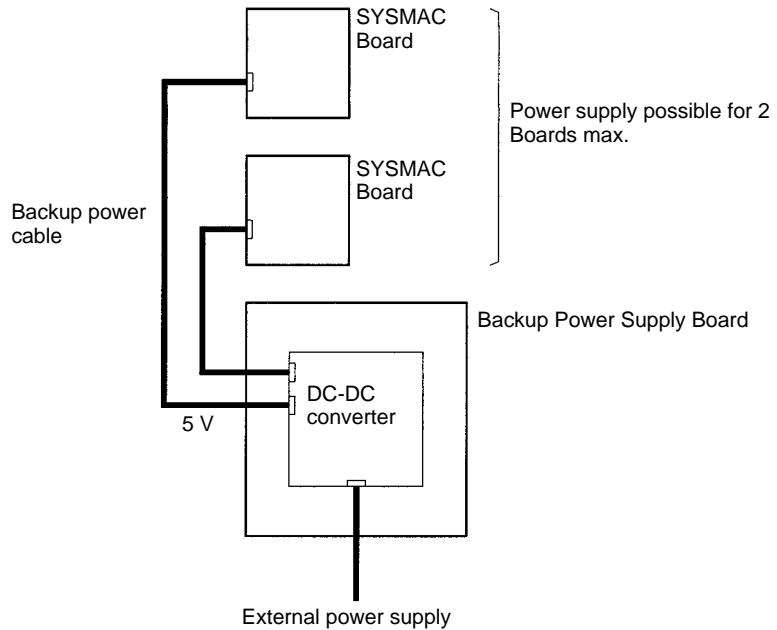 SYSMAC
Board
Power supply possible for 2
Boards max.
SYSMAC
Board
Backup power
cable
Backup Power Supply Board
DC-DC
converter
5 V
External power supply